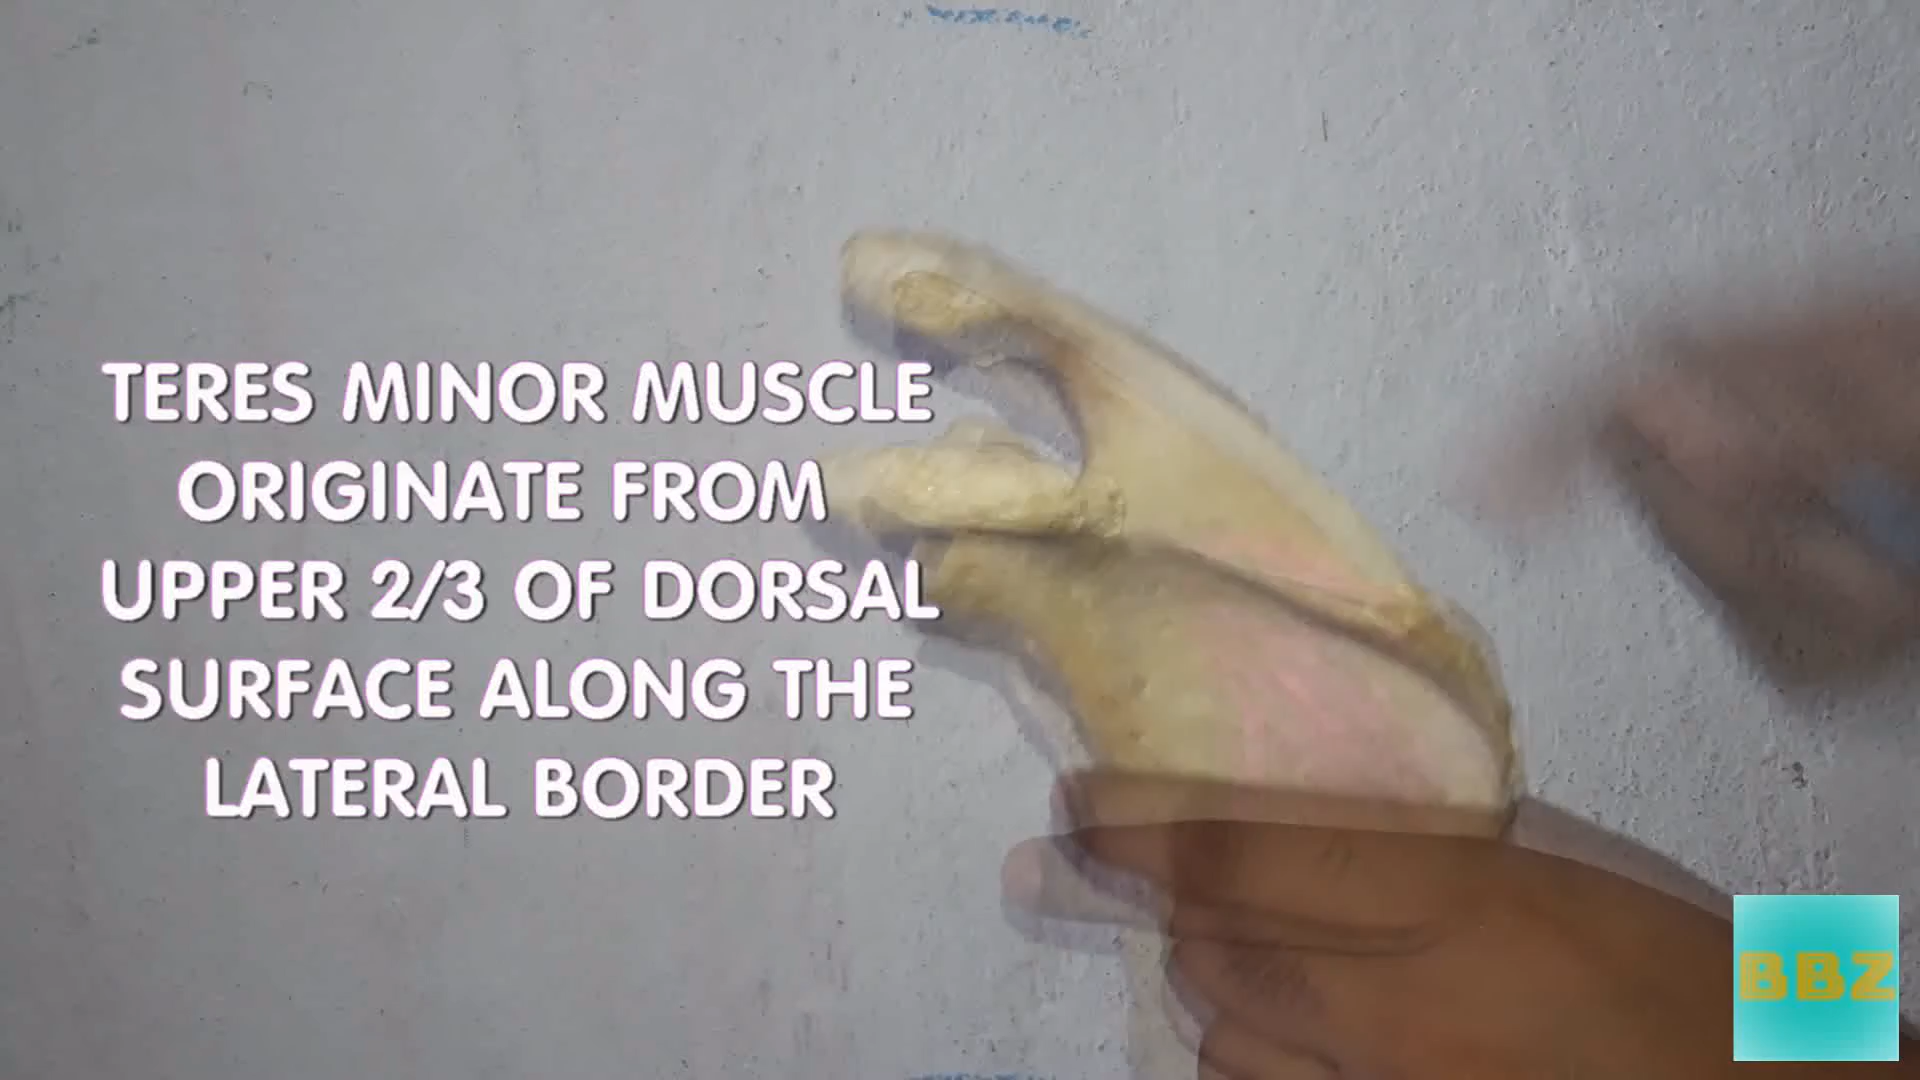 TERES MINOR MUSCLE
ORIGINATE FROM
UPPER 2/3 OF DORSAL
SURFACE ALONG THE
LATERAL BORDER
BBZ